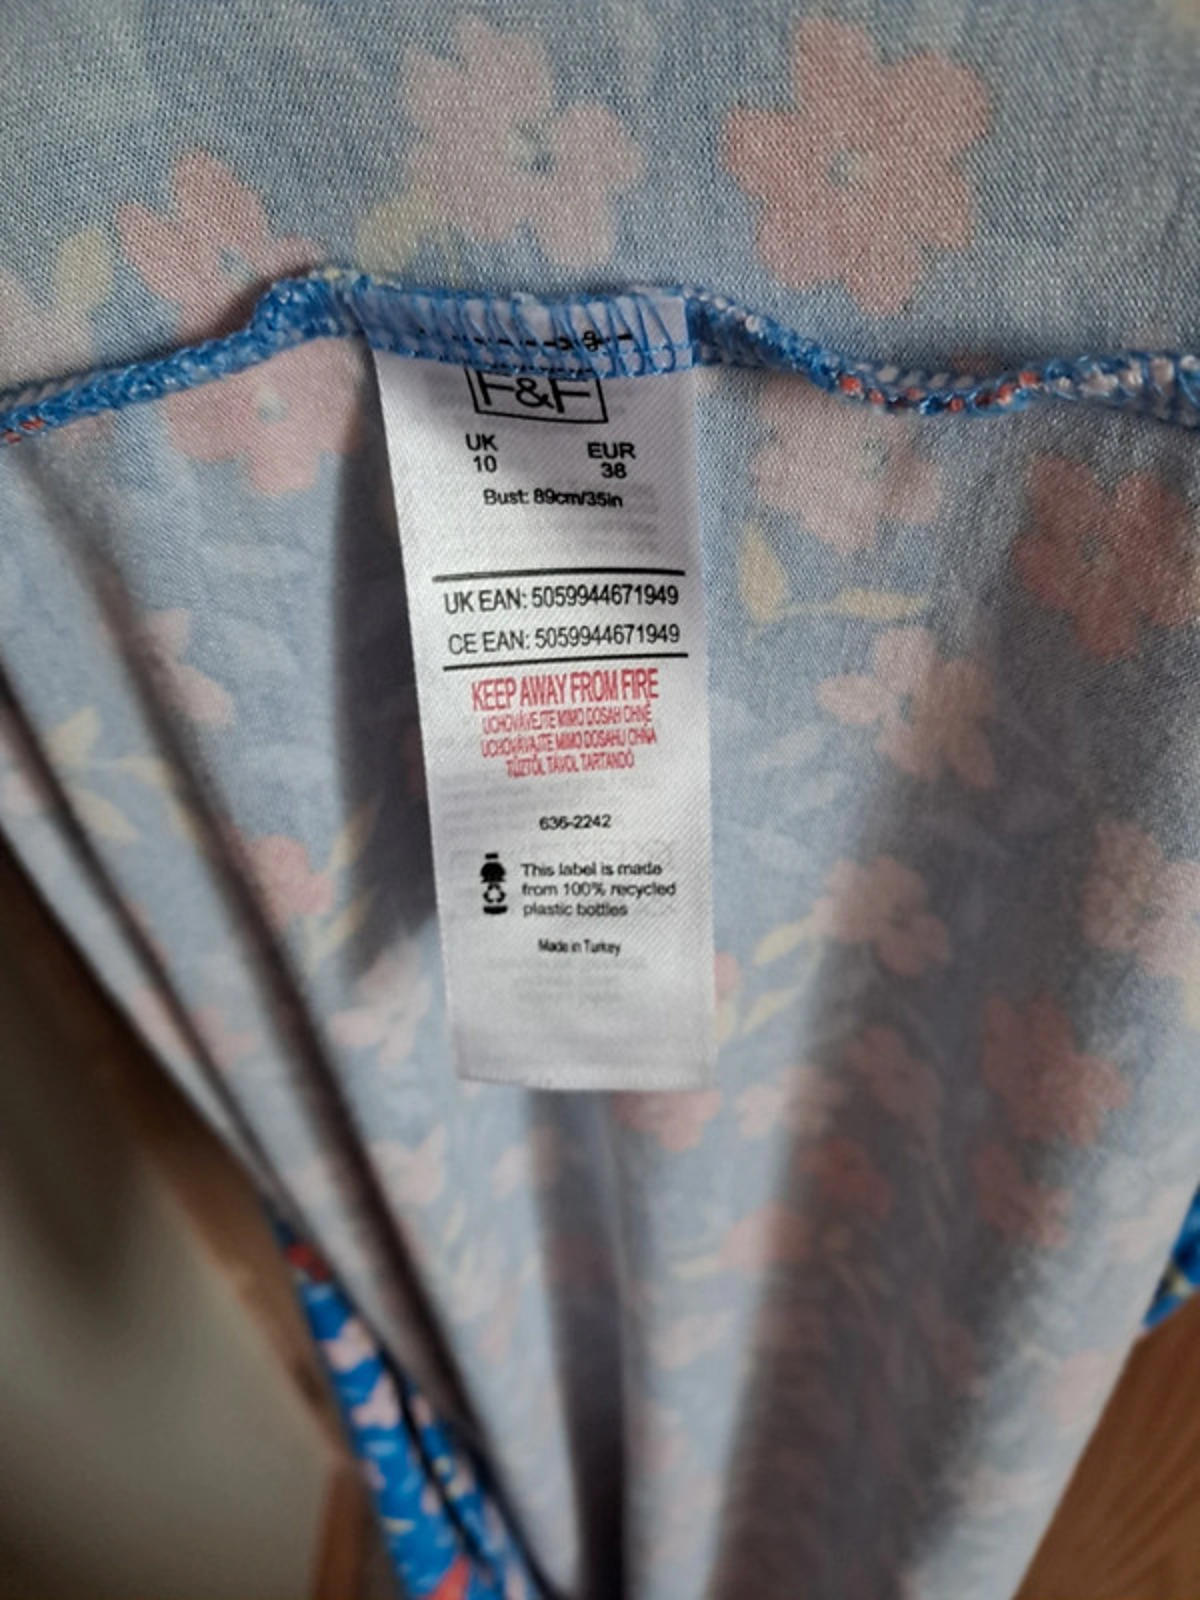 F&F
UK EUR
10 38
Bust: 89cm/35in
UK EAN: 5059944671949
CE EAN: 5059944671949
KEEP AWAY FROM FIRE
UCHOVÁVEJTE MIMO DOSAH OHNĚ
UCHOVÁVAJTE MIMO DOSAHU OHŇA
TŰZTŐL TÁVOL TARTANDÓ
636-2242
This label is made
from 100% recycled
plastic bottles
Made in Turkey